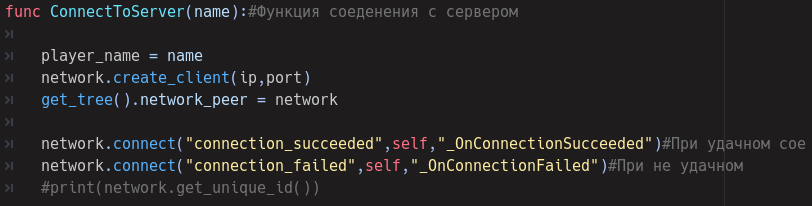 func ConnectToServer(name):#Функция соеденения с сервером
player_name = name
network.create_client(ip,port)
get_tree().network_peer = network
network.connect("connection_succeeded",self,"_OnConnectionSucceeded")#При удачном сое
network.connect("connection_failed",self,"_OnConnectionFailed")#При не удачном
#print(network.get_unique_id())